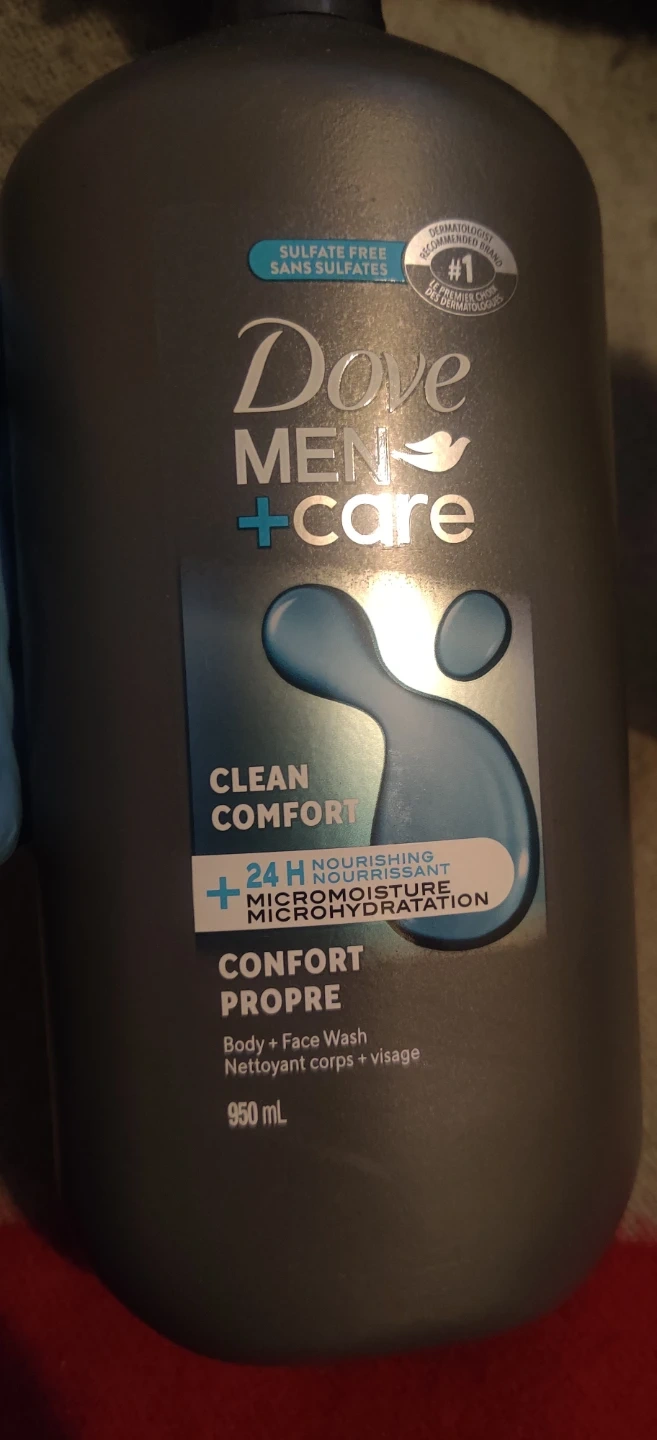 SULFATE FREE
SANS SULFATES
DERMATOLOGIST
RECOMMENDED BRAND
#1
LE PREMIER CHOIX
DES DERMATOLOGUES
Dove
MEN
+care
CLEAN
COMFORT
+ 24 H NOURISHING
NOURRISSANT
MICROMOISTURE
MICROHYDRATATION
CONFORT
PROPRE
Body + Face Wash
Nettoyant corps + visage
950 mL